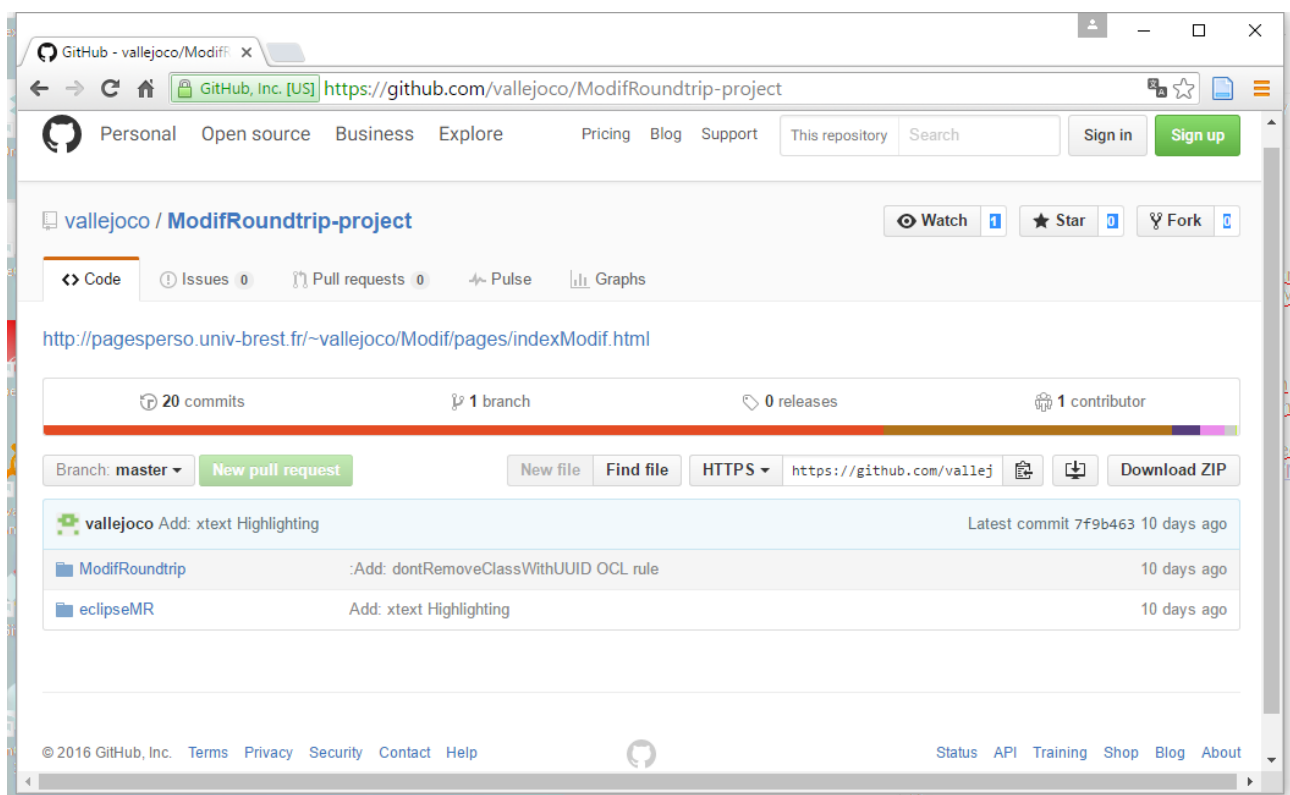 GitHub - vallejoco/ModifR
GitHub, Inc. [US] https://github.com/vallejoco/ModifRoundtrip-project
Personal Open source Business Explore Pricing Blog Support This repository Search Sign in Sign up
vallejoco / ModifRoundtrip-project Watch 1 Star 0 Fork 0
<> Code Issues 0 Pull requests 0 Pulse Graphs
http://pagesperso.univ-brest.fr/~vallejoco/Modif/pages/indexModif.html
20 commits 1 branch 0 releases 1 contributor
Branch: master New pull request New file Find file HTTPS https://github.com/vallej Download ZIP
vallejoco Add: xtext Highlighting Latest commit 7f9b463 10 days ago
ModifRoundtrip :Add: dontRemoveClassWithUUID OCL rule 10 days ago
eclipseMR Add: xtext Highlighting 10 days ago
© 2016 GitHub, Inc. Terms Privacy Security Contact Help Status API Training Shop Blog About